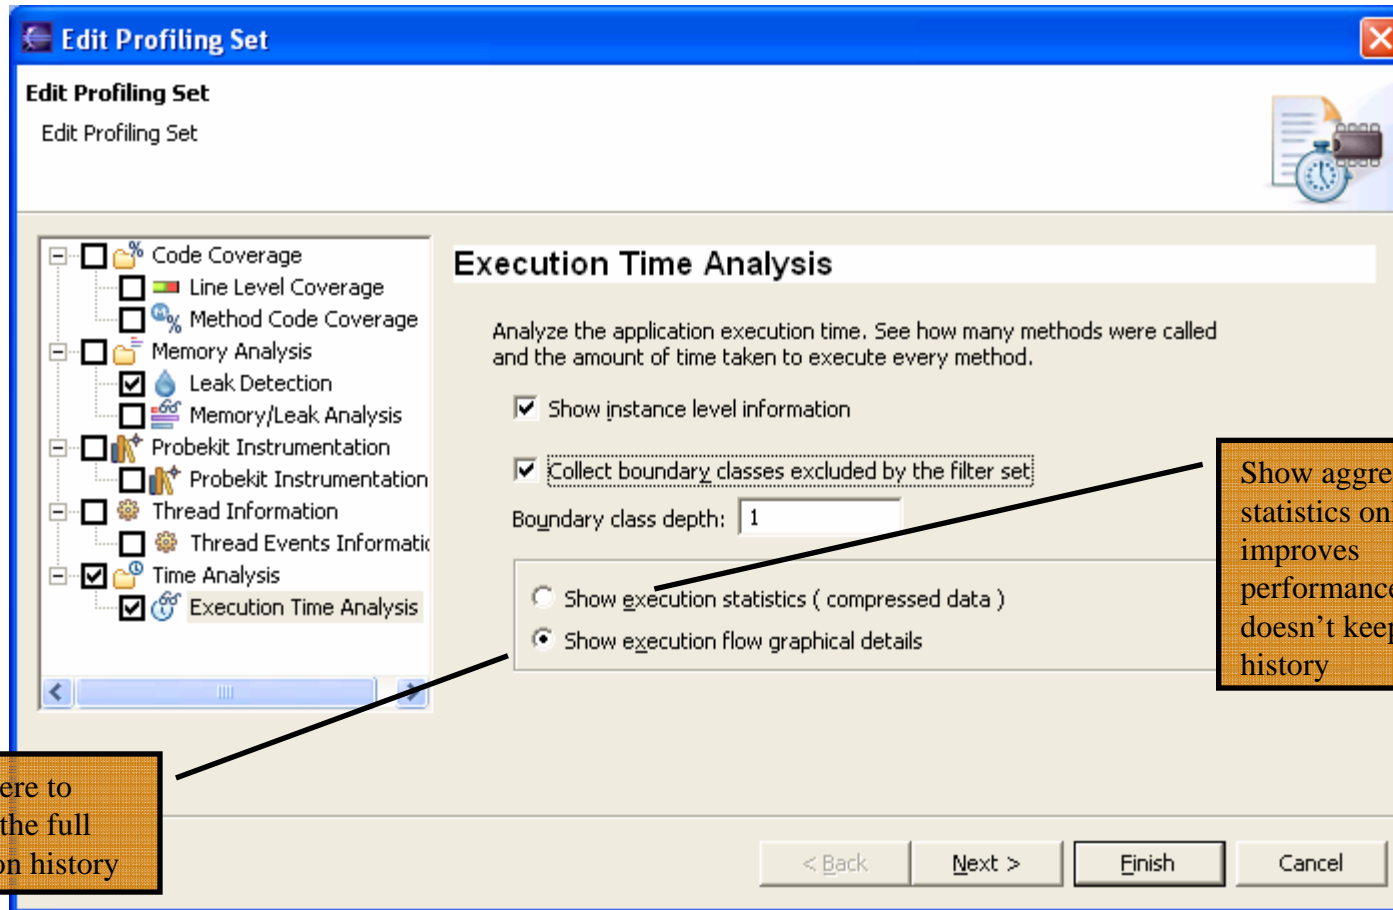 Edit Profiling Set
Edit Profiling Set
Edit Profiling Set
% Code Coverage
Line Level Coverage
M% Method Code Coverage
Memory Analysis
Leak Detection
Memory/Leak Analysis
Probekit Instrumentation
Probekit Instrumentation
Thread Information
Thread Events Informatic
Time Analysis
Execution Time Analysis
Execution Time Analysis
Analyze the application execution time. See how many methods were called
and the amount of time taken to execute every method.
Show instance level information
Collect boundary classes excluded by the filter set
Boundary class depth: 1
Show execution statistics ( compressed data )
Show execution flow graphical details
Show aggre
statistics on
improves
performance
doesn't keep
history
ere to
the full
on history
< Back
Next >
Finish
Cancel